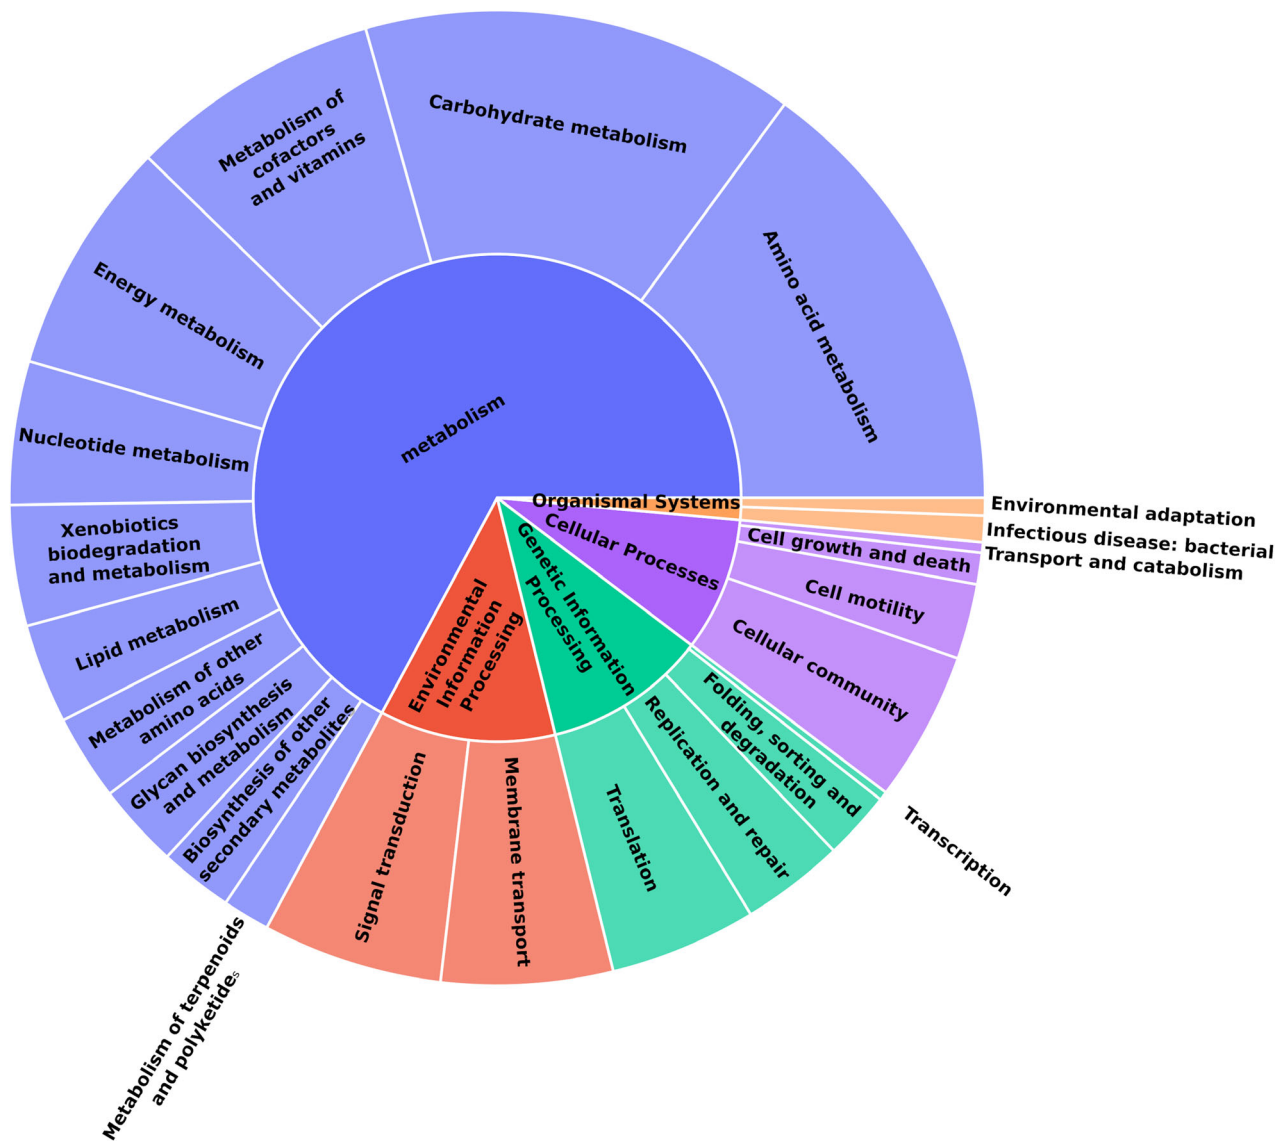 Carbohydrate metabolism
Metabolism of
cofactors
and vitamins
Amino acid metabolism
Energy metabolism
metabolism
Nucleotide metabolism
Organismal Systems
Environmental adaptation
Infectious disease: bacterial
Transport and catabolism
Cell growth and death
Cellular Processes
Xenobiotics
biodegradation
and metabolism
Genetic Information
Processing
Environmental
Information
Processing
Cell motility
Cellular community
Lipid metabolism
Metabolism of other
amino acids
Glycan biosynthesis
and metabolism
Biosynthesis of other
secondary metabolites
Folding, sorting and
degradation
Replication and repair
Translation
Membrane transport
Signal transduction
Transcription
Metabolism of terpenoids
and polyketides